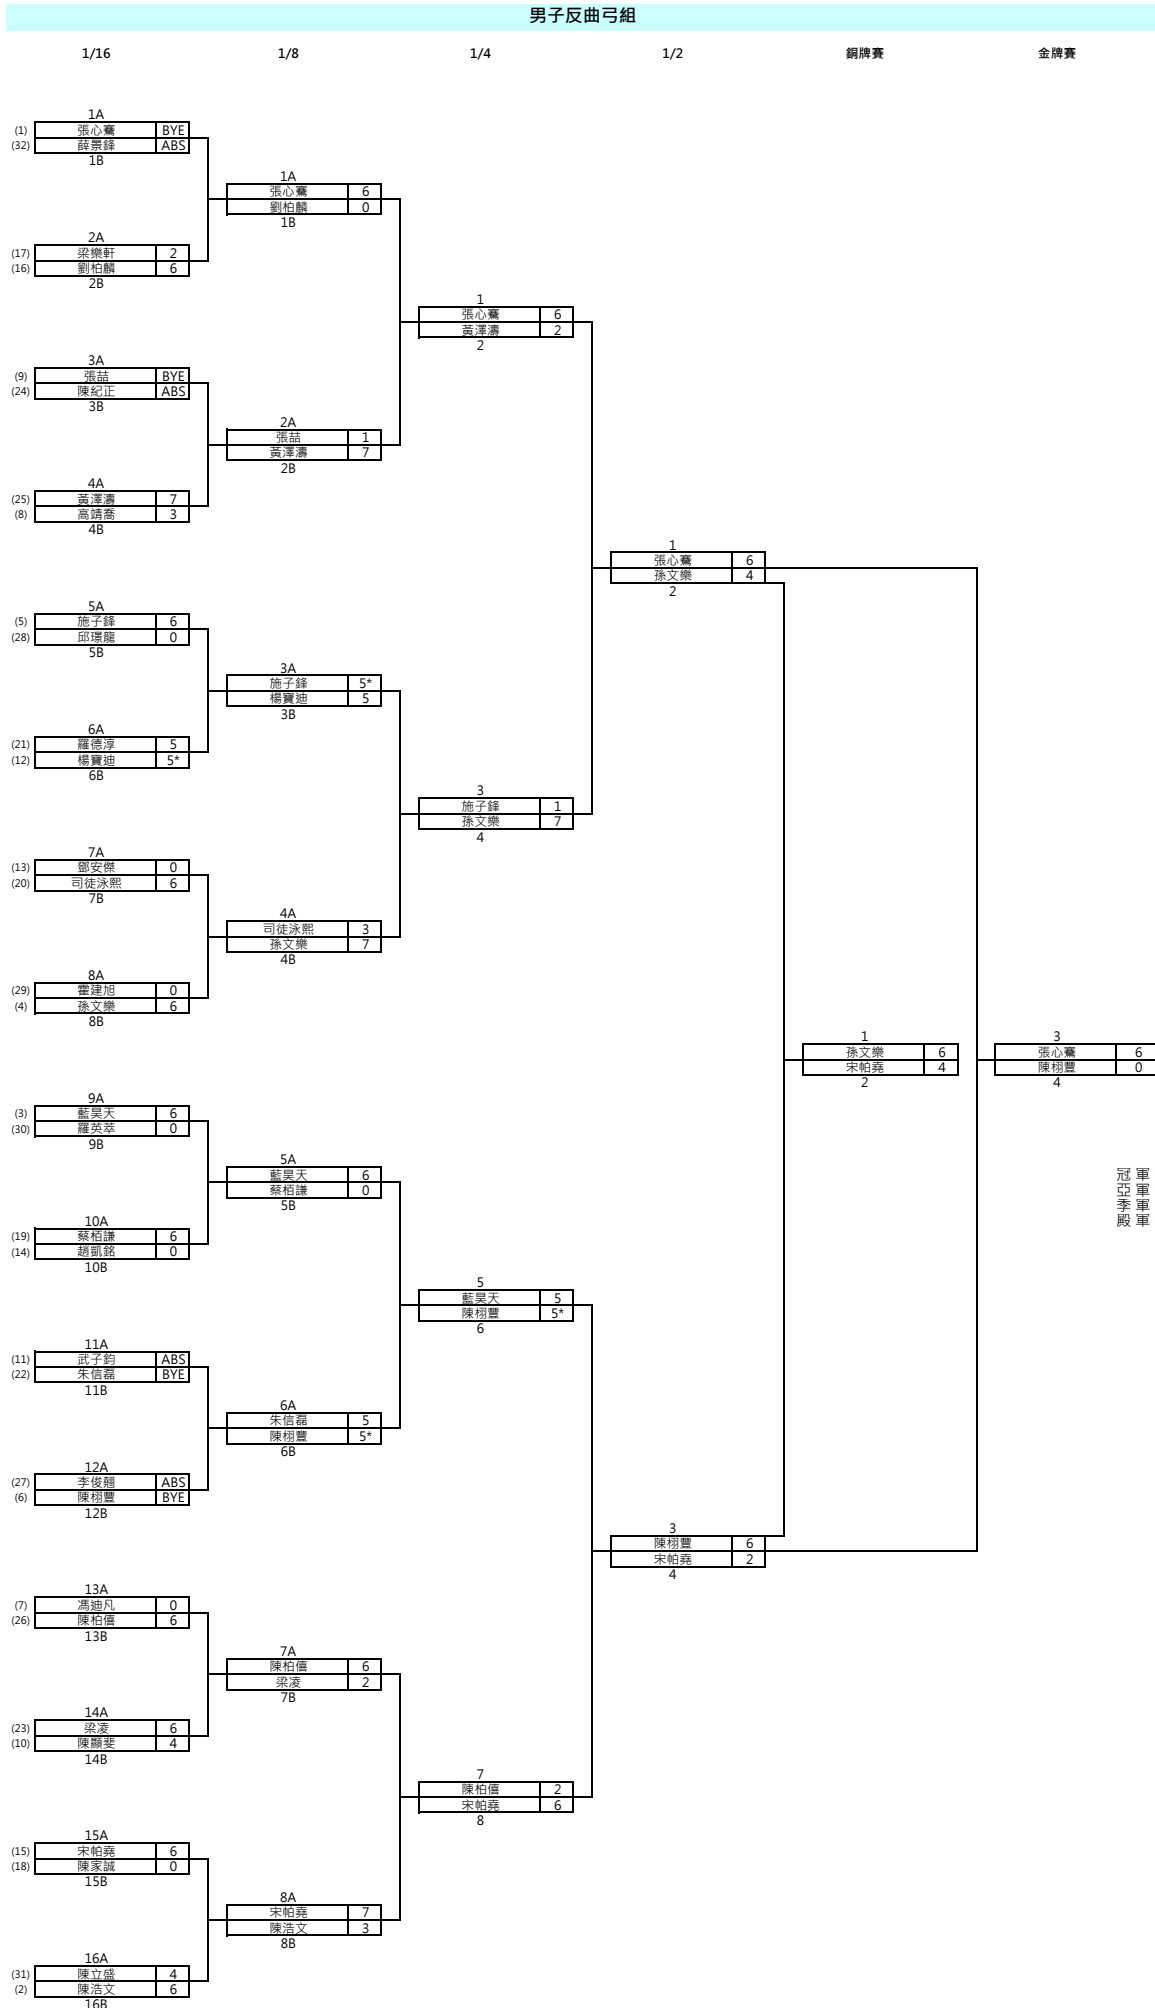 男子反曲弓組
1/16 1/8 1/4 1/2 銅牌賽 金牌賽
1A
(1) 張心騫 BYE
(32) 薛景鋒 ABS
1B
1A
張心騫 6
劉柏麟 0
1B
2A
(17) 梁樂軒 2
(16) 劉柏麟 6
2B
1
張心騫 6
黃澤濤 2
2
3A
(9) 張喆 BYE
(24) 陳紀正 ABS
3B
2A
張喆 1
黃澤濤 7
2B
4A
(25) 黃澤濤 7
(8) 高靖喬 3
4B
1
張心騫 6
孫文樂 4
2
5A
(5) 施子鋒 6
(28) 邱璟龍 0
5B
3A
施子鋒 5*
楊寶迪 5
3B
6A
(21) 羅德淳 5
(12) 楊寶迪 5*
6B
3
施子鋒 1
孫文樂 7
4
7A
(13) 鄧安傑 0
(20) 司徒泳熙 6
7B
4A
司徒泳熙 3
孫文樂 7
4B
8A
(29) 霍建旭 0
(4) 孫文樂 6
8B
1 3
孫文樂 6 張心騫 6
宋帕堯 4 陳栩豐 0
2 4
9A
(3) 藍昊天 6
(30) 羅英萃 0
9B
5A
藍昊天 6
蔡栢謙 0
5B
冠軍
亞軍
季軍
殿軍
10A
(19) 蔡栢謙 6
(14) 趙凱銘 0
10B
5
藍昊天 5
陳栩豐 5*
6
11A
(11) 武子鈞 ABS
(22) 朱信磊 BYE
11B
6A
朱信磊 5
陳栩豐 5*
6B
12A
(27) 李俊翹 ABS
(6) 陳栩豐 BYE
12B
3
陳栩豐 6
宋帕堯 2
4
13A
(7) 馮迪凡 0
(26) 陳柏僖 6
13B
7A
陳柏僖 6
梁凌 2
7B
14A
(23) 梁凌 6
(10) 陳顥斐 4
14B
7
陳柏僖 2
宋帕堯 6
8
15A
(15) 宋帕堯 6
(18) 陳家誠 0
15B
8A
宋帕堯 7
陳浩文 3
8B
16A
(31) 陳立盛 4
(2) 陳浩文 6
16B